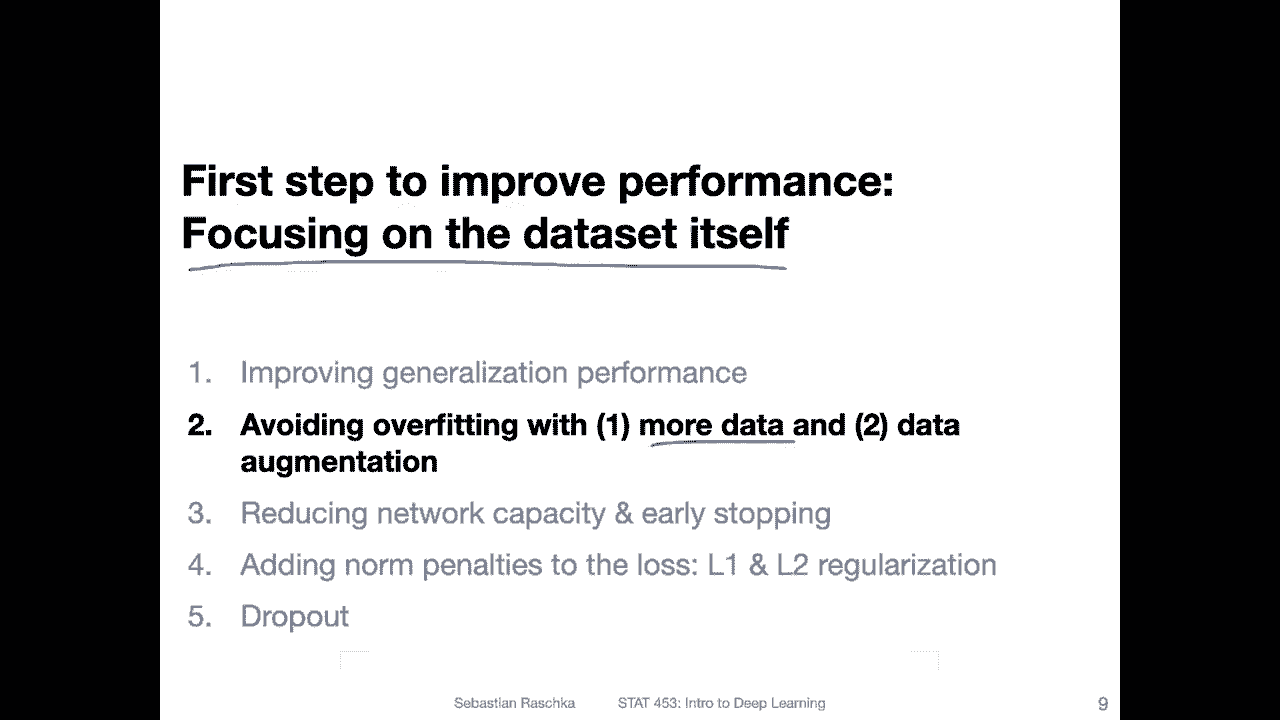 First step to improve performance:
Focusing on the dataset itself
1. Improving generalization performance
2. Avoiding overfitting with (1) more data and (2) data
augmentation
3. Reducing network capacity & early stopping
4. Adding norm penalties to the loss: L1 & L2 regularization
5. Dropout
Sebastian Raschka STAT 453: Intro to Deep Learning 9